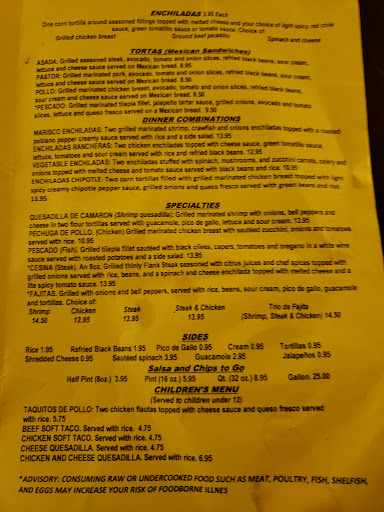 ENCHILADAS 3.95 Each
One corn tortilla around seasoned fillings topped with melted cheese and your choice of light spicy red chile
sauce, green tomatillo sauce or tomato sauce. Choice of:
Grilled chicken breast Ground beef picadillo Spinach and cheese
TORTAS (Mexican Sandwiches)
ASADA: Grilled seasoned steak, avocado, tomato and onion slices, refried black beans, sour cream,
lettuce and cheese sauce served on Mexican bread. 8.95
PASTOR: Grilled marinated pork, avocado, tomato and onion slices, black beans, sour cream,
lettuce and cheese sauce served on Mexican bread. 8.50
POLLO: Grilled marinated chicken breast, avocado, tomato and onion slices, refried black beans,
sour cream and cheese sauce served on Mexican bread. 8.50
*PESCADO: Grilled marinated tilapia fillet, jalapeño tartar sauce, grilled onions, avocado and tomato
slices, lettuce and queso fresco served on a Mexican bread. 9.50
DINNER COMBINATIONS
MARISCO ENCHILADAS: Two grilled marinated shrimp, crawfish and onions enchiladas topped with a roasted
poblano pepper creamy sauce served with rice and a side salad. 13.95
ENCHILADAS RANCHERAS: Two chicken enchiladas topped with cheese sauce, green tomatillo sauce,
lettuce, tomatoes and sour cream served with rice and refried black beans. 12.95
VEGETABLE ENCHILADAS: Two enchiladas stuffed with spinach, mushrooms, and zucchini carrots, celery and
onions topped with melted cheese and tomato sauce served with black beans and rice. 10.95
ENCHILADAS CHIPOTLE: Two corn tortillas filled with grilled marinated chicken breast topped with light
spicy creamy chipotle pepper sauce, grilled onions and queso fresco served with green beans and rice.
13.95
SPECIALTIES
QUESADILLA DE CAMARON (Shrimp quesadilla): Grilled marinated shrimp with onions, bell peppers and
cheese in two flour tortillas served with guacamole, pico de gallo, lettuce and sour cream. 13.95
PECHUGA DE POLLO. (Chicken) Grilled marinated chicken breast with sautéed zucchini, onions and tomatoes
served with rice. 10.95
PESCADO (Fish). Grilled tilapia filet sautéed with black olives, capers, tomatoes and oregano in a white wine
sauce served with roasted potatoes and a side salad. 13.95
*CESINA (Steak). An 8oz. Grilled thinly Flank Steak seasoned with citrus juices and chef spices topped with
grilled onions served with rice, beans, and a spinach and cheese enchilada topped with melted cheese and a
lite spicy tomato sauce. 13.95
*FAJITAS. Grilled with onions and bell peppers, served with rice, beans, sour cream, pico de gallo, guacamole
and tortillas. Choice of:
Shrimp Chicken Steak Steak & Chicken Trio de Fajita
14.50 12.95 13.95 13.95 (Shrimp, Steak & Chicken) 14.50
SIDES
Rice 1.95 Refried Black Beans 1.95 Pico de Gallo 0.95 Cream 0.95 Tortillas 0.95
Shredded Cheese 0.95 Sauteed spinach 3.95 Guacamole 2.95 Jalapeños 0.95
Salsa and Chips to Go
Half Pint (8oz.) 3.95 Pint (16 oz.) 5.95 Qt. (32 oz.) 8.95 Gallon. 25.00
CHILDREN'S MENU
(Served to children under 12)
TAQUITOS DE POLLO: Two chicken flautas topped with cheese sauce and queso fresco served
with rice. 5.75
BEEF SOFT TACO. Served with rice. 4.75
CHICKEN SOFT TACO. Served with rice. 4.75
CHEESE QUESADILLA. Served with rice. 4.75
CHICKEN AND CHEESE QUESADILLA. Served with rice. 6.95
*ADVISORY: CONSUMING RAW OR UNDERCOOKED FOOD SUCH AS MEAT, POULTRY, FISH, SHELFISH,
AND EGGS MAY INCREASE YOUR RISK OF FOODBORNE ILLNES